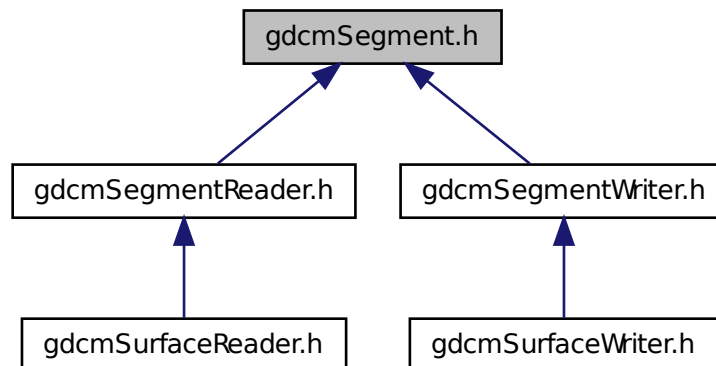 gdcmSegment.h
gdcmSegmentReader.h
gdcmSegmentWriter.h
gdcmSurfaceReader.h
gdcmSurfaceWriter.h